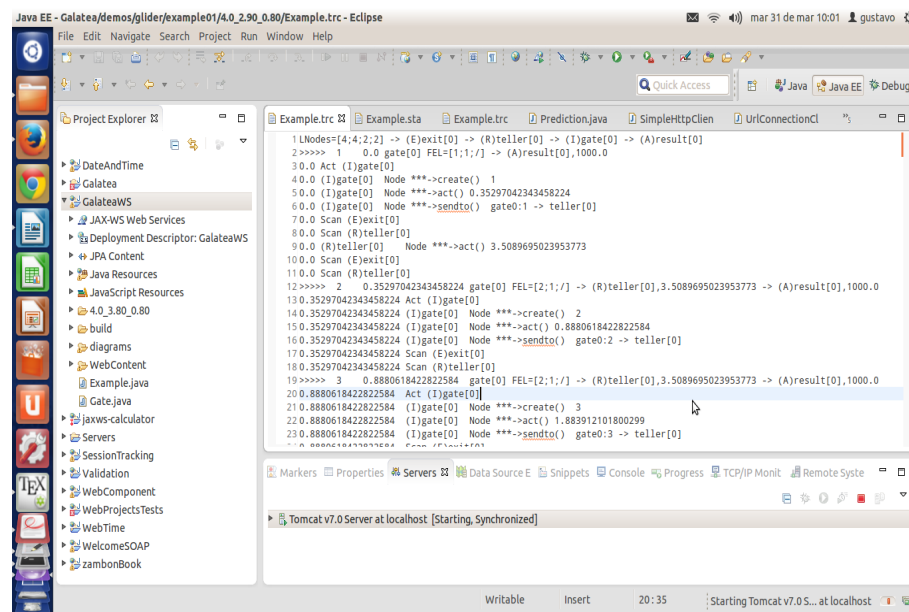 Java EE - Galatea/demos/glider/example01/4.0_2.90_0.80/Example.trc - Eclipse
mar 31 de mar 10:01 gustavo
File Edit Navigate Search Project Run Window Help
Quick Access
Java
Java EE
Debug
Project Explorer
DateAndTime
Galatea
GalateaWS
JAX-WS Web Services
Deployment Descriptor: GalateaWS
JPA Content
Java Resources
JavaScript Resources
4.0_3.80_0.80
build
diagrams
WebContent
Example.java
Gate.java
jaxws-calculator
Servers
SessionTracking
Validation
WebComponent
WebProjectsTests
WebTime
WelcomeSOAP
zambonBook
TEX
Example.trc Example.sta Example.trc Prediction.java SimpleHttpClien UrlConnectionCl »5
1 LNodes=[4;4;2;2] -> (E)exit[0] -> (R)teller[0] -> (I)gate[0] -> (A)result[0]
2 >>>>> 1 0.0 gate[0] FEL=[1;1;/] -> (A)result[0],1000.0
3 0.0 Act (I)gate[0]
4 0.0 (I)gate[0] Node ***->create() 1
5 0.0 (I)gate[0] Node ***->act() 0.35297042343458224
6 0.0 (I)gate[0] Node ***->sendto() gate0:1 -> teller[0]
7 0.0 Scan (E)exit[0]
8 0.0 Scan (R)teller[0]
9 0.0 (R)teller[0] Node ***->act() 3.5089695023953773
10 0.0 Scan (E)exit[0]
11 0.0 Scan (R)teller[0]
12 >>>>> 2 0.35297042343458224 gate[0] FEL=[2;1;/] -> (R)teller[0],3.5089695023953773 -> (A)result[0],1000.0
13 0.35297042343458224 Act (I)gate[0]
14 0.35297042343458224 (I)gate[0] Node ***->create() 2
15 0.35297042343458224 (I)gate[0] Node ***->act() 0.8880618422822584
16 0.35297042343458224 (I)gate[0] Node ***->sendto() gate0:2 -> teller[0]
17 0.35297042343458224 Scan (E)exit[0]
18 0.35297042343458224 Scan (R)teller[0]
19 >>>>> 3 0.8880618422822584 gate[0] FEL=[2;1;/] -> (R)teller[0],3.5089695023953773 -> (A)result[0],1000.0
20 0.8880618422822584 Act (I)gate[0]
21 0.8880618422822584 (I)gate[0] Node ***->create() 3
22 0.8880618422822584 (I)gate[0] Node ***->act() 1.883912101800299
23 0.8880618422822584 (I)gate[0] Node ***->sendto() gate0:3 -> teller[0]
Markers Properties Servers Data Source E Snippets Console Progress TCP/IP Monit Remote Syste
Tomcat v7.0 Server at localhost [Starting, Synchronized]
Writable Insert 20 : 35 Starting Tomcat v7.0 S... at localhost